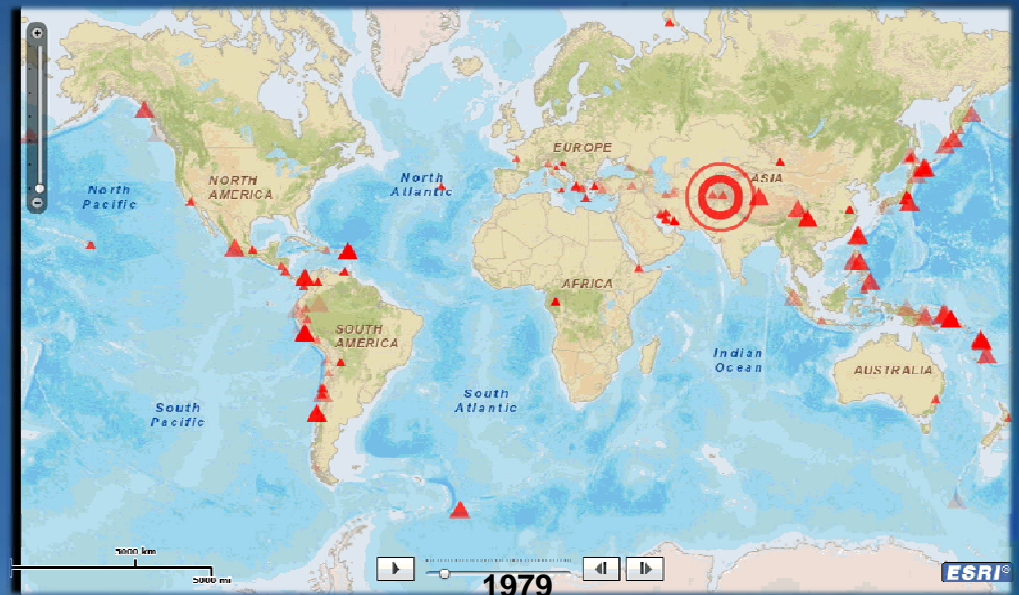 EUROPE
ASIA
North
Pacific
NORTH
AMERICA
North
Atlantic
AFRICA
SOUTH
AMERICA
Indian
Ocean
AUSTRALIA
South
Pacific
South
Atlantic
5000 km
5000 mi
1979
ESRI®